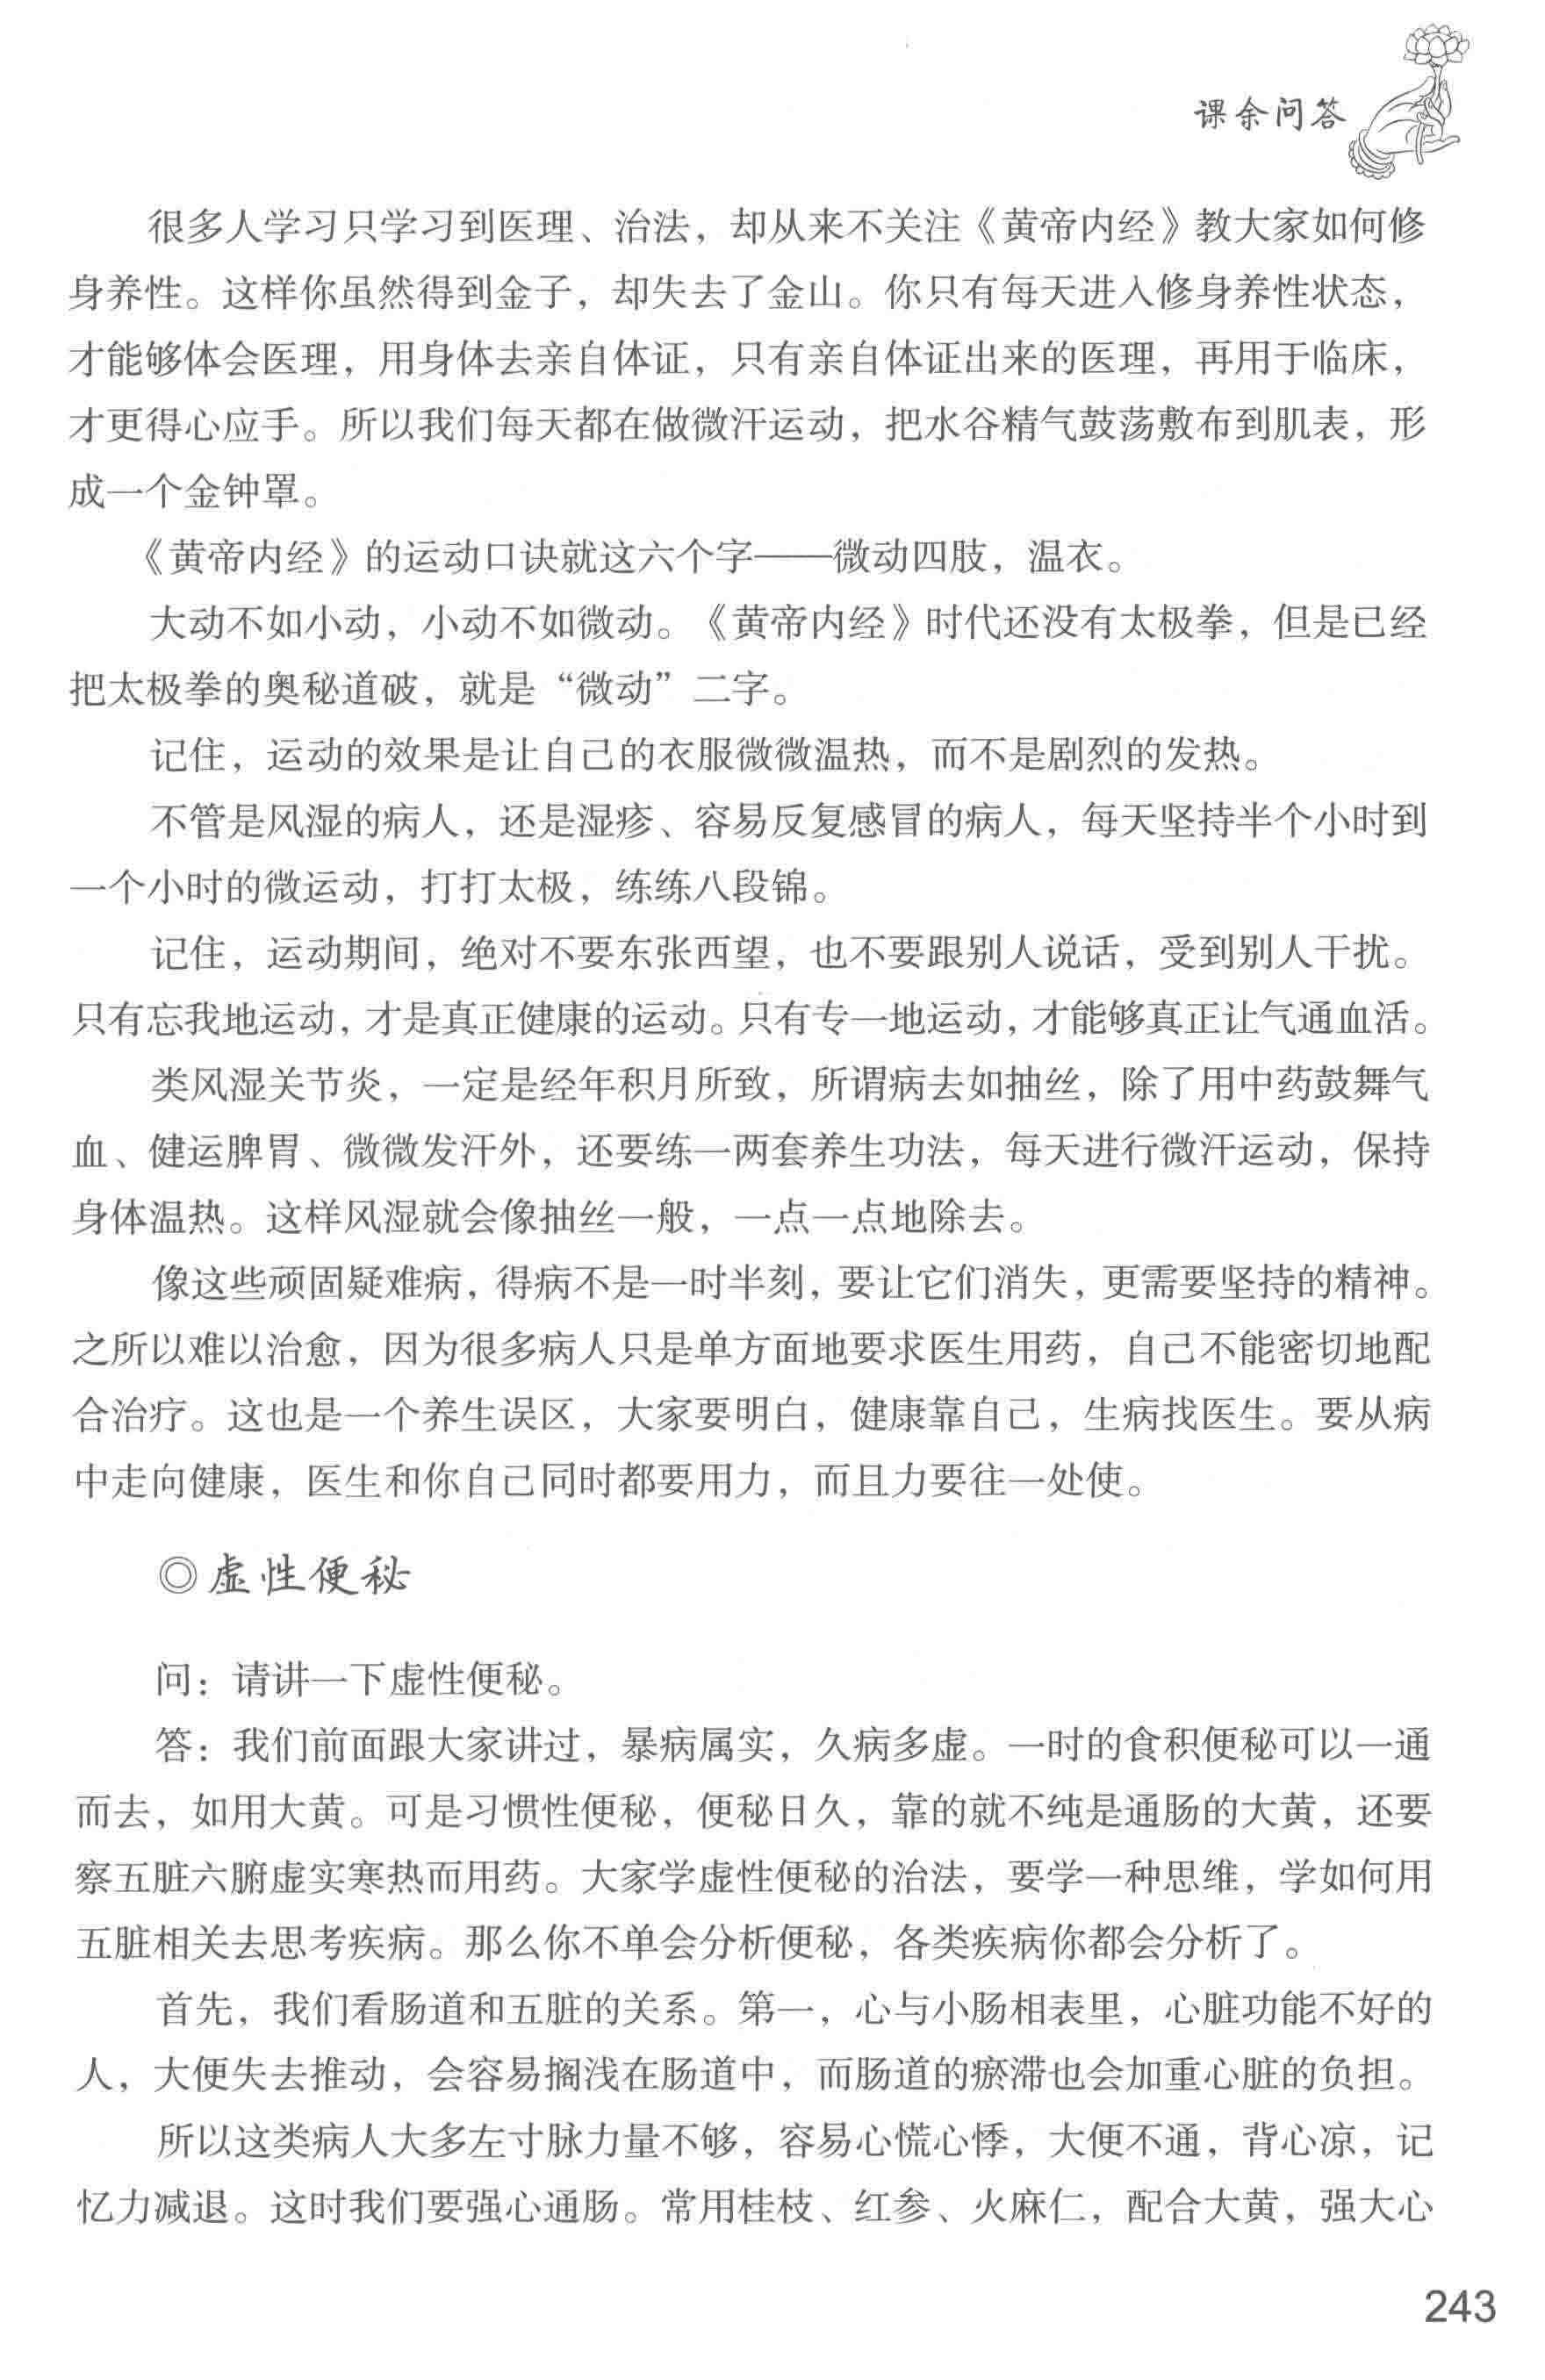 课余问答
很多人学习只学习到医理、治法，却从来不关注《黄帝内经》教大家如何修
身养性。这样你虽然得到金子，却失去了金山。你只有每天进入修身养性状态，
才能够体会医理，用身体去亲自体证，只有亲自体证出来的医理，再用于临床，
才更得心应手。所以我们每天都在做微汗运动，把水谷精气鼓荡敷布到肌表，形
成一个金钟罩。
《黄帝内经》的运动口诀就这六个字——微动四肢，温衣。
大动不如小动，小动不如微动。《黄帝内经》时代还没有太极拳，但是已经
把太极拳的奥秘道破，就是“微动”二字。
记住，运动的效果是让自己的衣服微微温热，而不是剧烈的发热。
不管是风湿的病人，还是湿疹、容易反复感冒的病人，每天坚持半个小时到
一个小时的微运动，打打太极，练练八段锦。
记住，运动期间，绝对不要东张西望，也不要跟别人说话，受到别人干扰。
只有忘我地运动，才是真正健康的运动。只有专一地运动，才能够真正让气通血活。
类风湿关节炎，一定是经年积月所致，所谓病去如抽丝，除了用中药鼓舞气
血、健运脾胃、微微发汗外，还要练一两套养生功法，每天进行微汗运动，保持
身体温热。这样风湿就会像抽丝一般，一点一点地除去。
像这些顽固疑难病，得病不是一时半刻，要让它们消失，更需要坚持的精神。
之所以难以治愈，因为很多病人只是单方面地要求医生用药，自己不能密切地配
合治疗。这也是一个养生误区，大家要明白，健康靠自己，生病找医生。要从病
中走向健康，医生和你自己同时都要用力，而且力要往一处使。
◎虚性便秘
问：请讲一下虚性便秘。
答：我们前面跟大家讲过，暴病属实，久病多虚。一时的食积便秘可以一通
而去，如用大黄。可是习惯性便秘，便秘日久，靠的就不纯是通肠的大黄，还要
察五脏六腑虚实寒热而用药。大家学虚性便秘的治法，要学一种思维，学如何用
五脏相关去思考疾病。那么你不单会分析便秘，各类疾病你都会分析了。
首先，我们看肠道和五脏的关系。第一，心与小肠相表里，心脏功能不好的
人，大便失去推动，会容易搁浅在肠道中，而肠道的瘀滞也会加重心脏的负担。
所以这类病人大多左寸脉力量不够，容易心慌心悸，大便不通，背心凉，记
忆力减退。这时我们要强心通肠。常用桂枝、红参、火麻仁，配合大黄，强大心
243